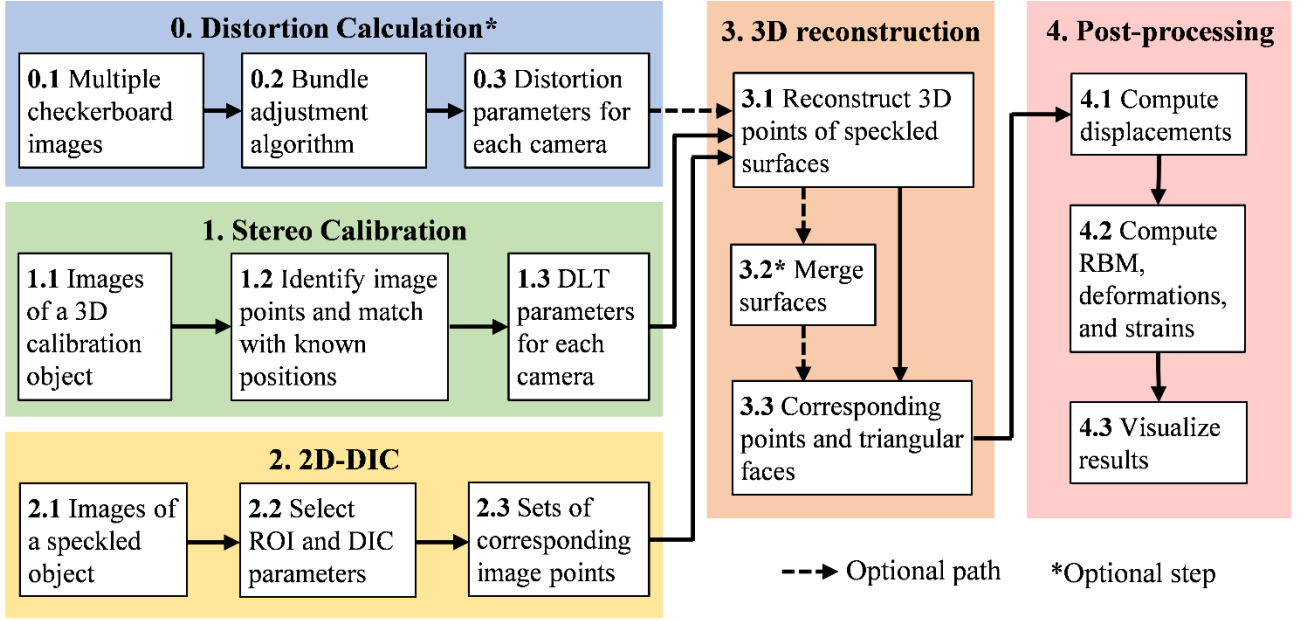 0. Distortion Calculation*
0.1 Multiple
checkerboard
images
0.2 Bundle
adjustment
algorithm
0.3 Distortion
parameters for
each camera
1. Stereo Calibration
1.1 Images
of a 3D
calibration
object
1.2 Identify image
points and match
with known
positions
1.3 DLT
parameters
for each
camera
2. 2D-DIC
2.1 Images of
a speckled
object
2.2 Select
ROI and DIC
parameters
2.3 Sets of
corresponding
image points
3. 3D reconstruction
3.1 Reconstruct 3D
points of speckled
surfaces
3.2* Merge
surfaces
3.3 Corresponding
points and triangular
faces
4. Post-processing
4.1 Compute
displacements
4.2 Compute
RBM,
deformations,
and strains
4.3 Visualize
results
Optional path
*Optional step